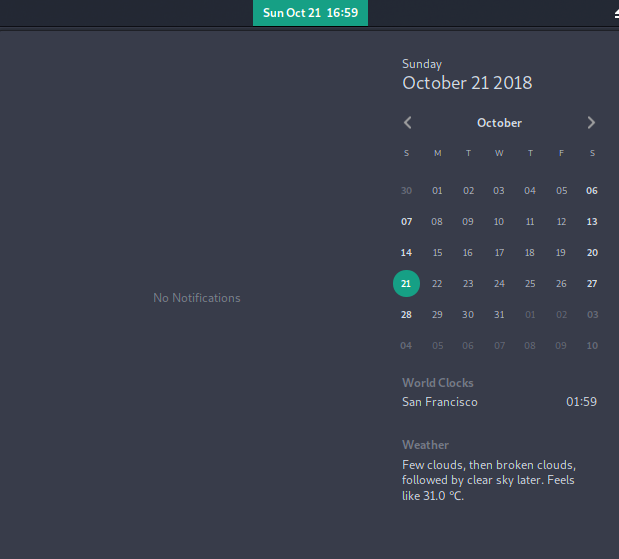 Sun Oct 21 16:59
Sunday
October 21 2018
October
S M T W T F S
30 01 02 03 04 05 06
07 08 09 10 11 12 13
14 15 16 17 18 19 20
21 22 23 24 25 26 27
28 29 30 31 01 02 03
04 05 06 07 08 09 10
No Notifications
World Clocks
San Francisco 01:59
Weather
Few clouds, then broken clouds,
followed by clear sky later. Feels
like 31.0 °C.